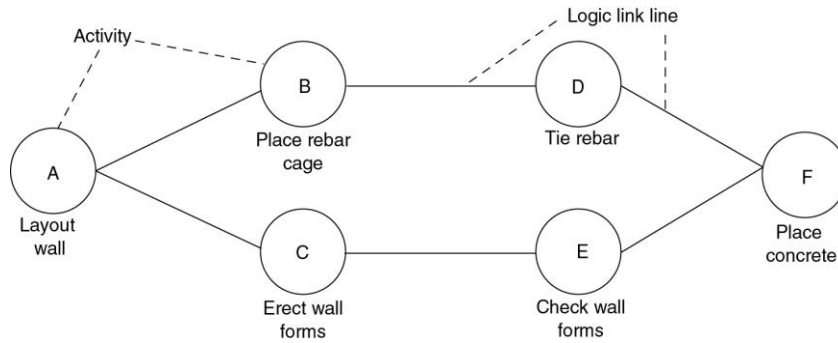 Logic link line
Activity
B
D
Place rebar
cage
Tie rebar
A
F
Layout
wall
Place
concrete
C
E
Erect wall
forms
Check wall
forms